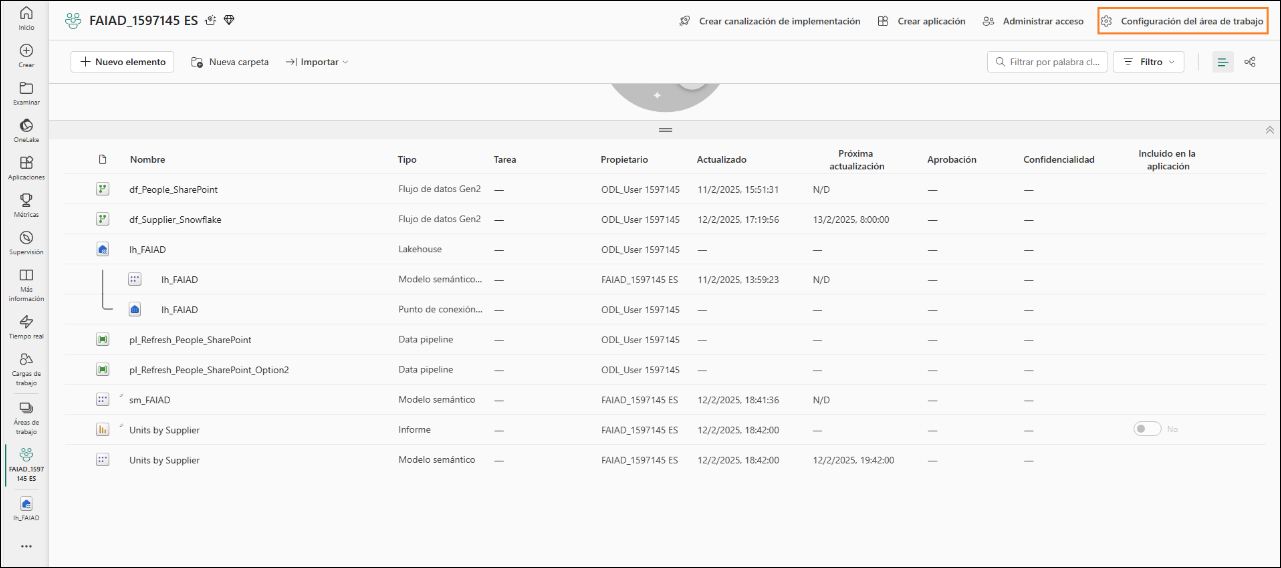 Inicio
Crear
Examinar
OneLake
Aplicaciones
Métricas
Supervisión
Más
información
Tiempo real
Cargas de
trabajo
Áreas de
trabajo
FAIAD_1597
145 ES
lh_FAIAD
FAIAD_1597145 ES
Crear canalización de implementación
Crear aplicación
Administrar acceso
Configuración del área de trabajo
Nuevo elemento
Nueva carpeta
Importar
Filtrar por palabra cl...
Filtro
Nombre Tipo Tarea Propietario Actualizado Próxima actualización Aprobación Confidencialidad Incluido en la aplicación
df_People_SharePoint Flujo de datos Gen2 — ODL_User 1597145 11/2/2025, 15:51:31 N/D — —
df_Supplier_Snowflake Flujo de datos Gen2 — ODL_User 1597145 12/2/2025, 17:19:56 13/2/2025, 8:00:00 — —
lh_FAIAD Lakehouse — ODL_User 1597145 — — — —
lh_FAIAD Modelo semántico... — FAIAD_1597145 ES 11/2/2025, 13:59:23 N/D — —
lh_FAIAD Punto de conexión... — ODL_User 1597145 — — — —
pl_Refresh_People_SharePoint Data pipeline — ODL_User 1597145 — — — —
pl_Refresh_People_SharePoint_Option2 Data pipeline — ODL_User 1597145 — — — —
sm_FAIAD Modelo semántico — FAIAD_1597145 ES 12/2/2025, 18:41:36 N/D — —
Units by Supplier Informe — FAIAD_1597145 ES 12/2/2025, 18:42:00 — — — No
Units by Supplier Modelo semántico — FAIAD_1597145 ES 12/2/2025, 18:42:00 12/2/2025, 19:42:00 — —